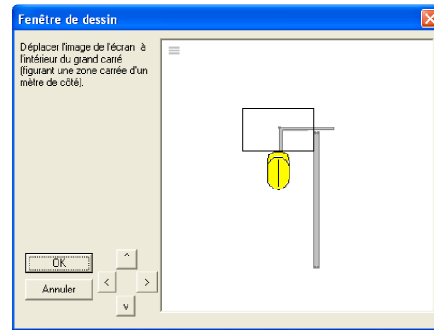 Fenêtre de dessin
Déplacer l'image de l'écran à
l'intérieur du grand carré
(figurant une zone carrée d'un
mètre de côté).
OK
Annuler
^
<
>
v